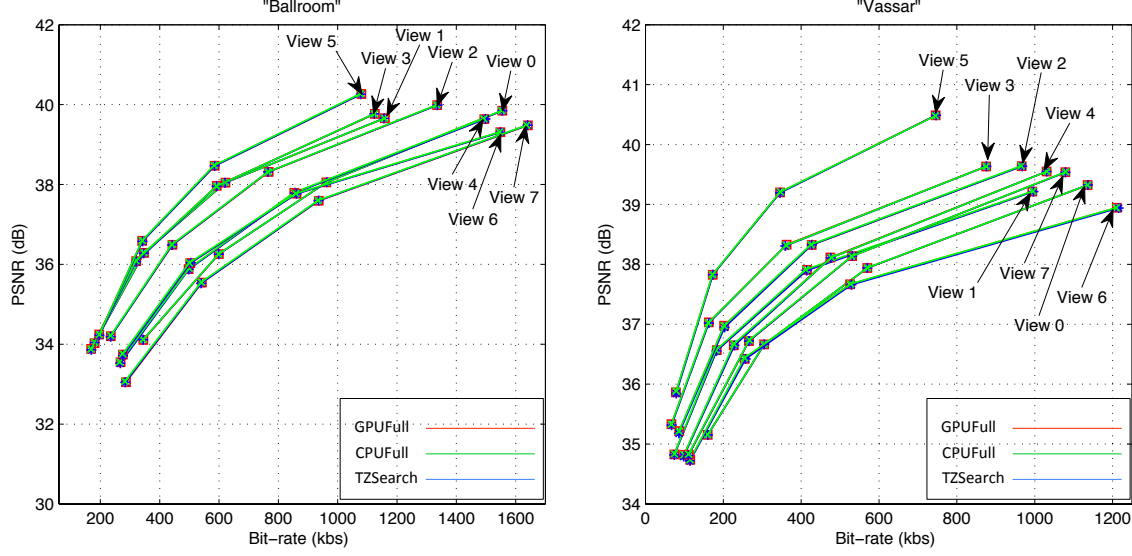 "Ballroom"
42
40
38
36
34
32
30
PSNR (dB)
200 400 600 800 1000 1200 1400 1600
Bit−rate (kbs)
View 5
View 3
View 1
View 2
View 0
View 4
View 6
View 7
GPUFull
CPUFull
TZSearch
"Vassar"
42
41
40
39
38
37
36
35
34
PSNR (dB)
0 200 400 600 800 1000 1200
Bit−rate (kbs)
View 5
View 3
View 2
View 4
View 1
View 7
View 0
View 6
GPUFull
CPUFull
TZSearch